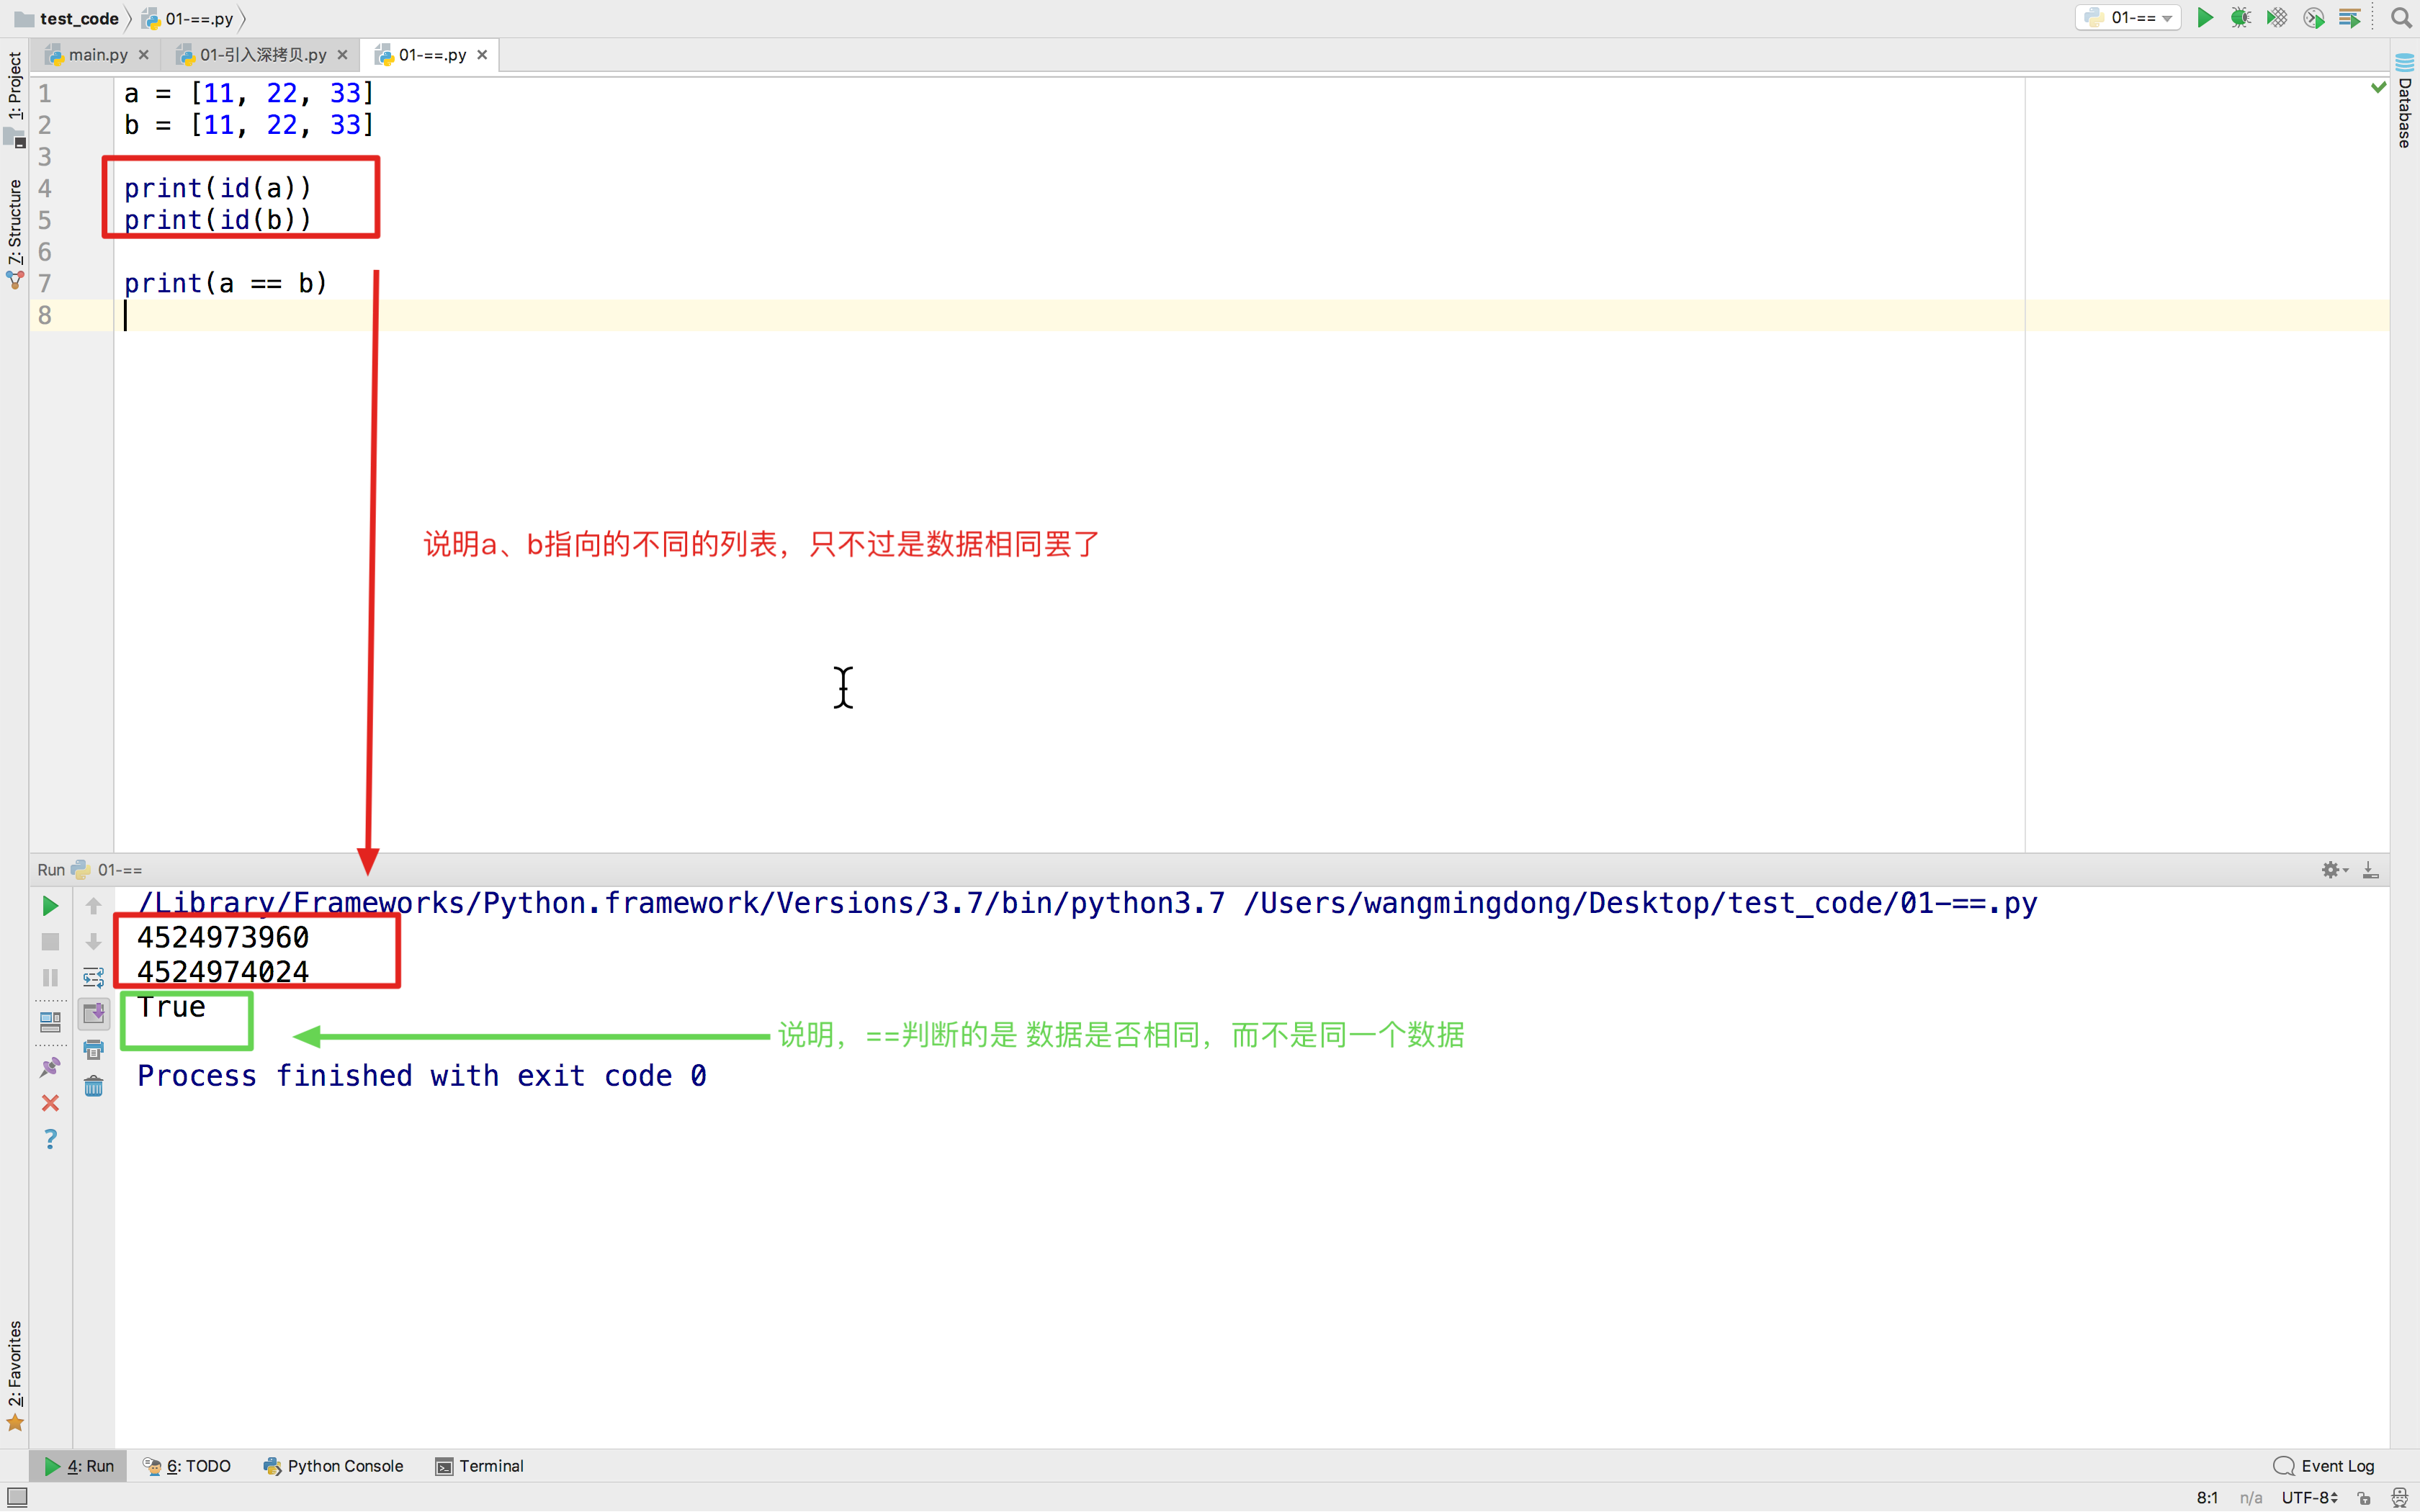 test_code 01-==.py
01-==
main.py 01-引入深拷贝.py 01-==.py
1: Project
7: Structure
Database
1 a = [11, 22, 33]
2 b = [11, 22, 33]
3
4 print(id(a))
5 print(id(b))
6
7 print(a == b)
8
说明a、b指向的不同的列表，只不过是数据相同罢了
Run 01-==
/Library/Frameworks/Python.framework/Versions/3.7/bin/python3.7 /Users/wangmingdong/Desktop/test_code/01-==.py
4524973960
4524974024
True
说明，==判断的是 数据是否相同，而不是同一个数据
Process finished with exit code 0
2: Favorites
4: Run 6: TODO Python Console Terminal Event Log
8:1 n/a UTF-8